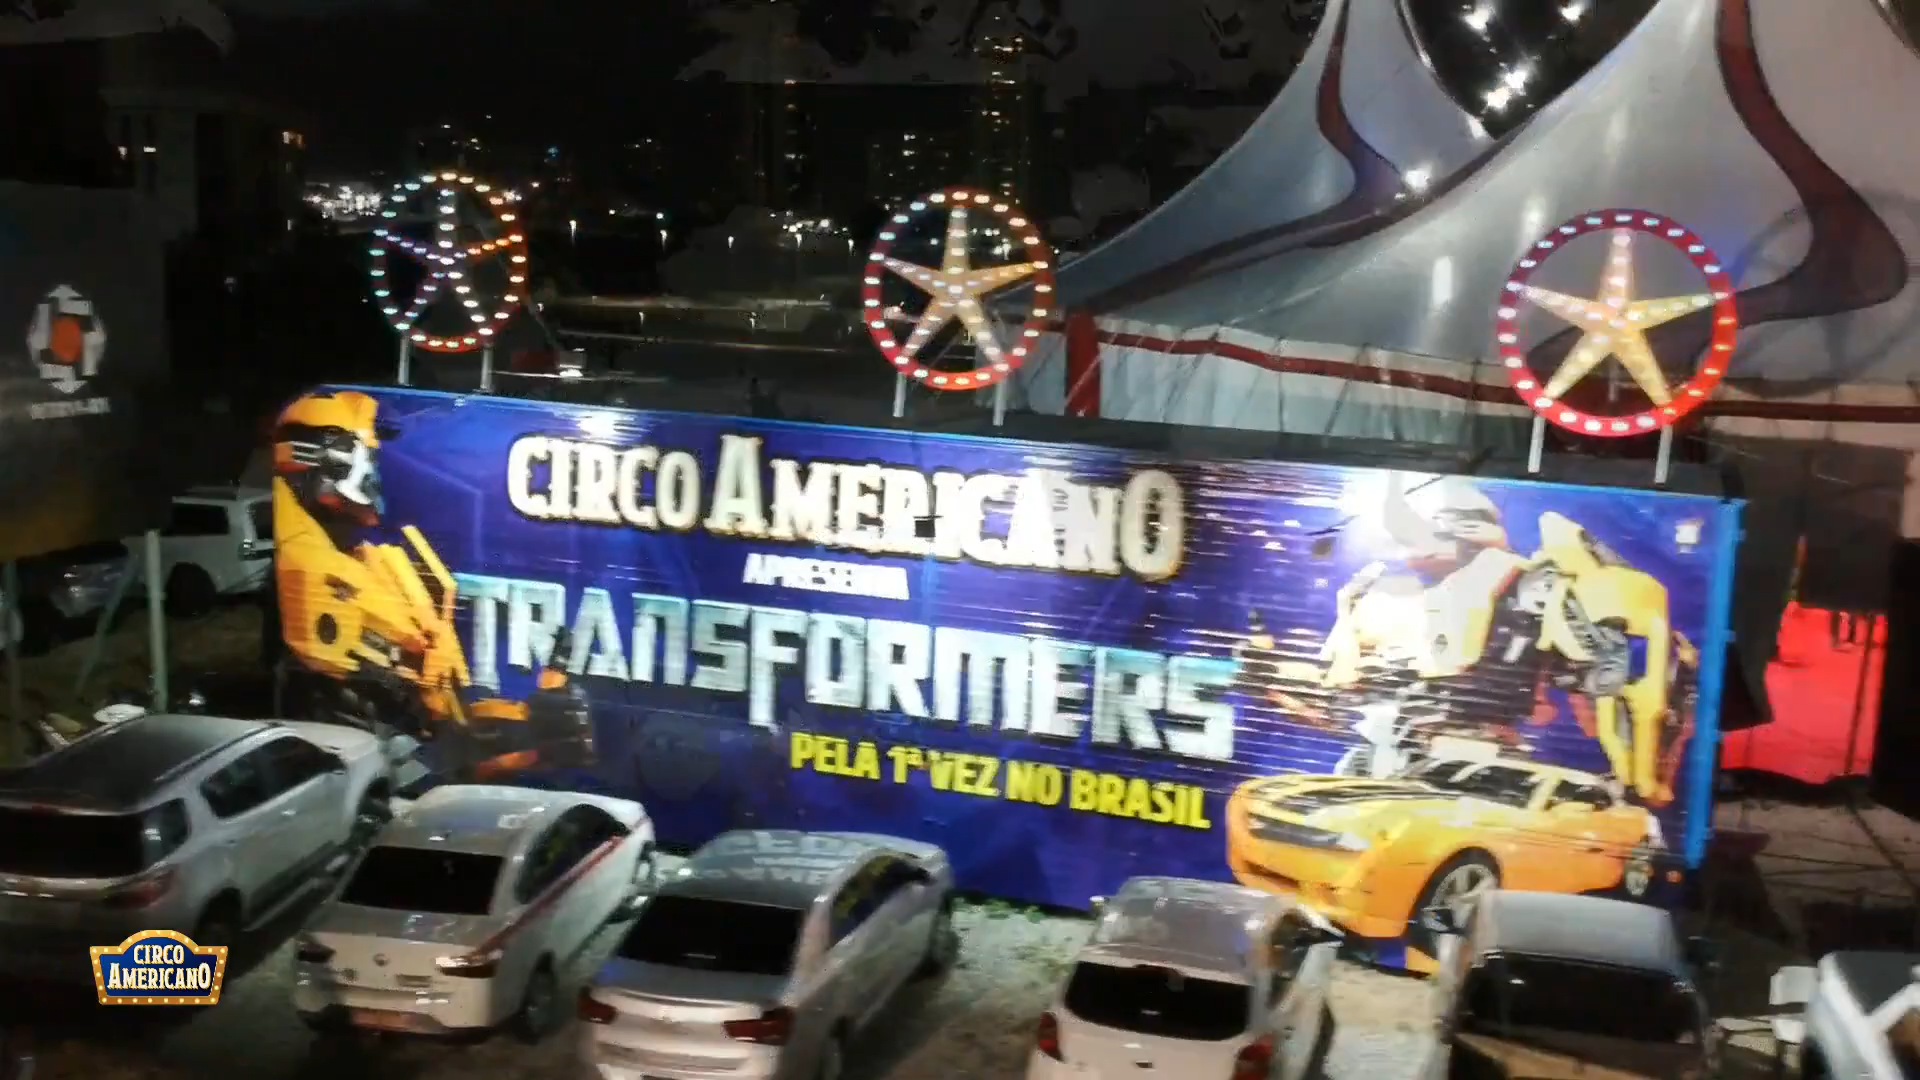 CIRCO AMERICANO
APRESENTA
TRANSFORMERS
PELA 1ª VEZ NO BRASIL
CIRCO
AMERICANO